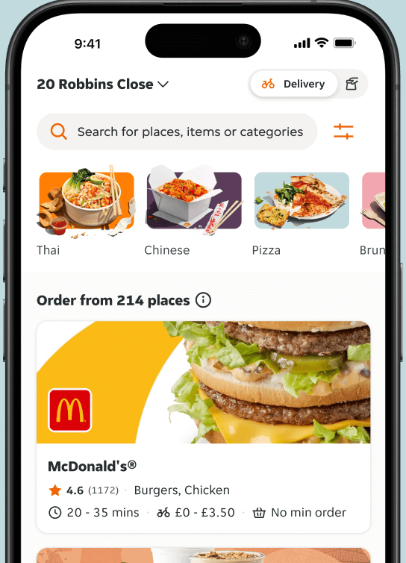 9:41
20 Robbins Close
Delivery
Search for places, items or categories
Thai
Chinese
Pizza
Brun
Order from 214 places
McDonald's®
4.6 (1172) · Burgers, Chicken
20 - 35 mins · £0 - £3.50 · No min order